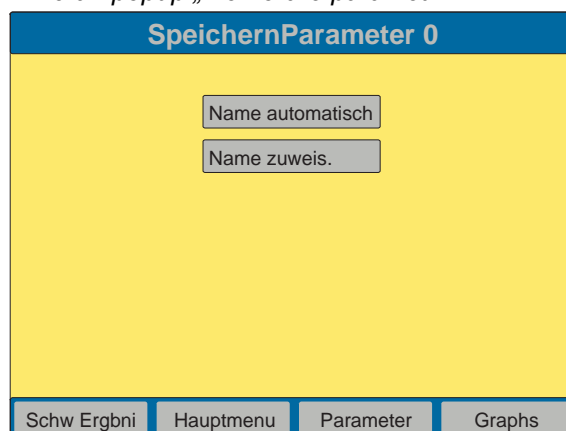 SpeichernParameter 0
Name automatisch
Name zuweis.
Schw Ergbni Hauptmenu Parameter Graphs